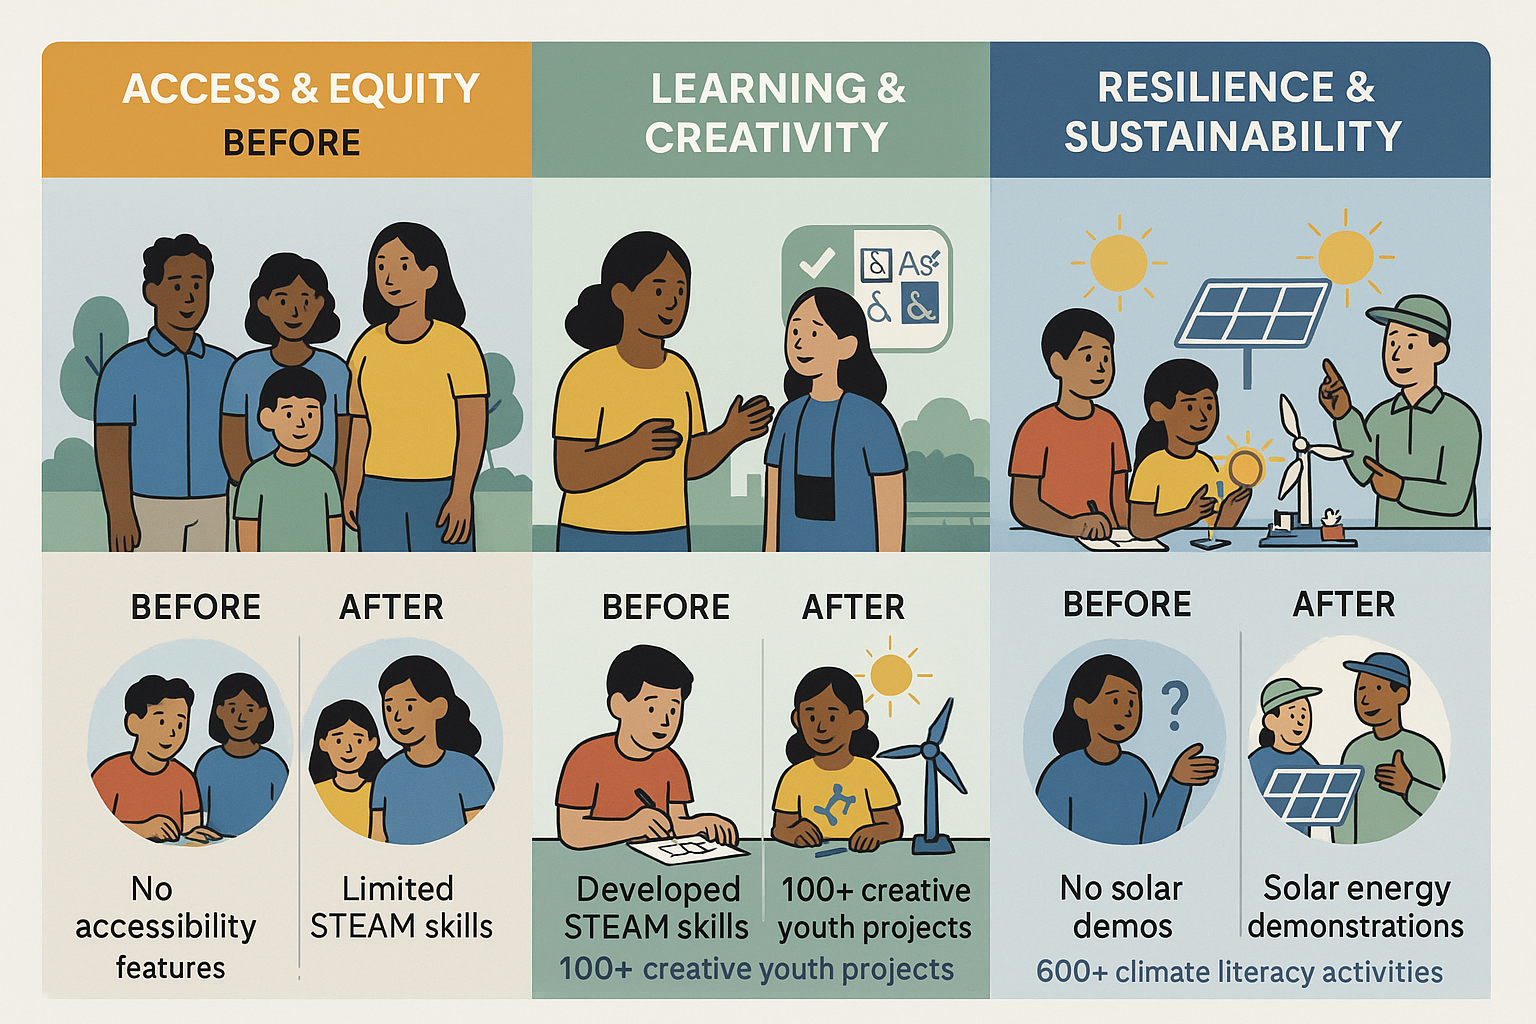 ACCESS & EQUITY
BEFORE
LEARNING &
CREATIVITY
RESILIENCE &
SUSTAINABILITY
& As
& &
BEFORE
AFTER
No
accessibility
features
Limited
STEAM skills
BEFORE
AFTER
Developed
STEAM skills
100+ creative
youth projects
100+ creative youth projects
BEFORE
AFTER
?
No solar
demos
Solar energy
demonstrations
600+ climate literacy activities